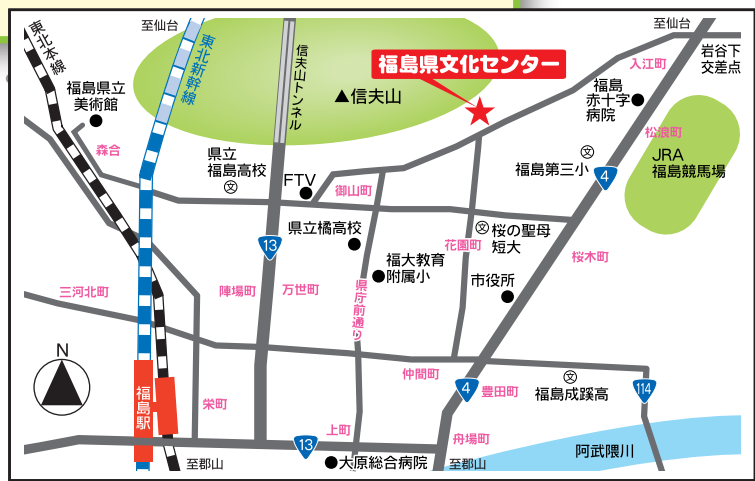 至仙台
至仙台
東北本線
東北新幹線
信夫山トンネル
福島県文化センター
▲信夫山
入江町
岩谷下
交差点
福島県立
美術館
福島
赤十字
病院
松浪町
森合
県立
福島高校
文
FTV
御山町
福島第三小
文
4
JRA
福島競馬場
13
県立橘高校
花園町
文
桜の聖母
短大
福大教育
附属小
市役所
桜木町
三河北町
陣場町
万世町
県庁前通り
N
福島駅
栄町
仲間町
4
豊田町
文
福島成蹊高
114
上町
13
舟場町
至郡山
大原総合病院
至郡山
阿武隈川